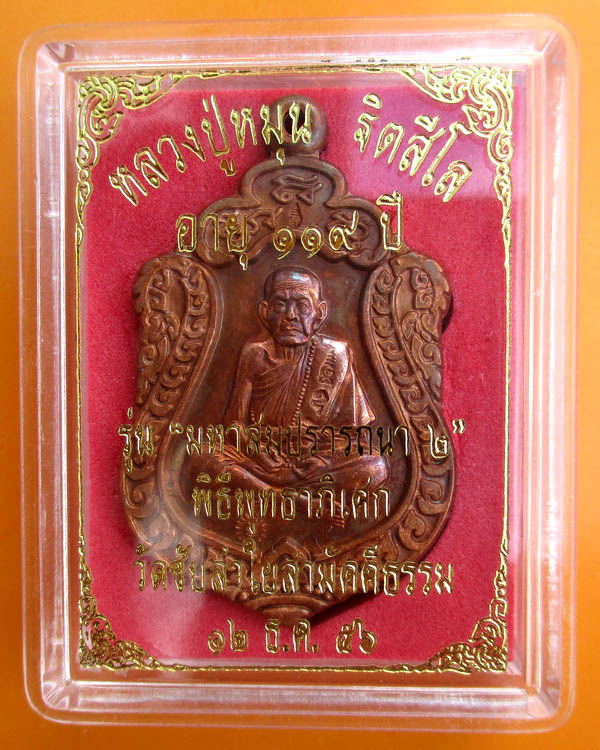 หลวงปู่หมุน ฐิตสีโล
อายุ ๑๑๙ ปี
รุ่น "มหาสมปรารถนา ๒"
พิธีพุทธาภิเศก
วัดซับลำใยสามัคคีธรรม
๑๒ ธ.ค. ๕๖